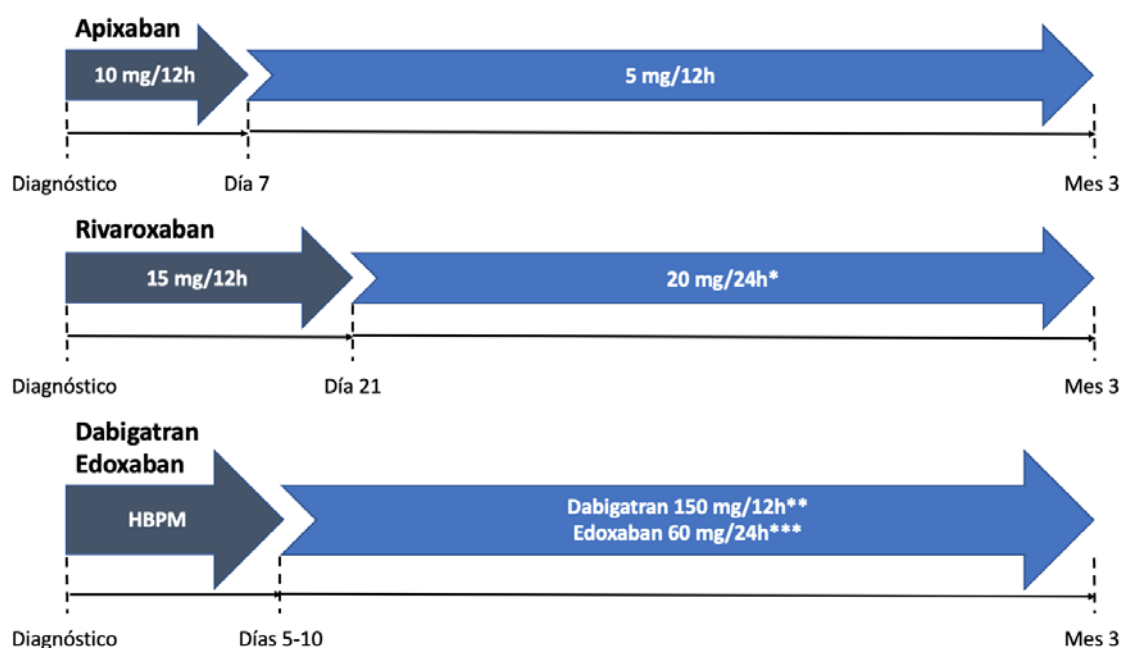 Apixaban
10 mg/12h
5 mg/12h
Diagnóstico
Día 7
Mes 3
Rivaroxaban
15 mg/12h
20 mg/24h*
Diagnóstico
Día 21
Mes 3
Dabigatran
Edoxaban
HBPM
Dabigatran 150 mg/12h**
Edoxaban 60 mg/24h***
Diagnóstico
Días 5-10
Mes 3